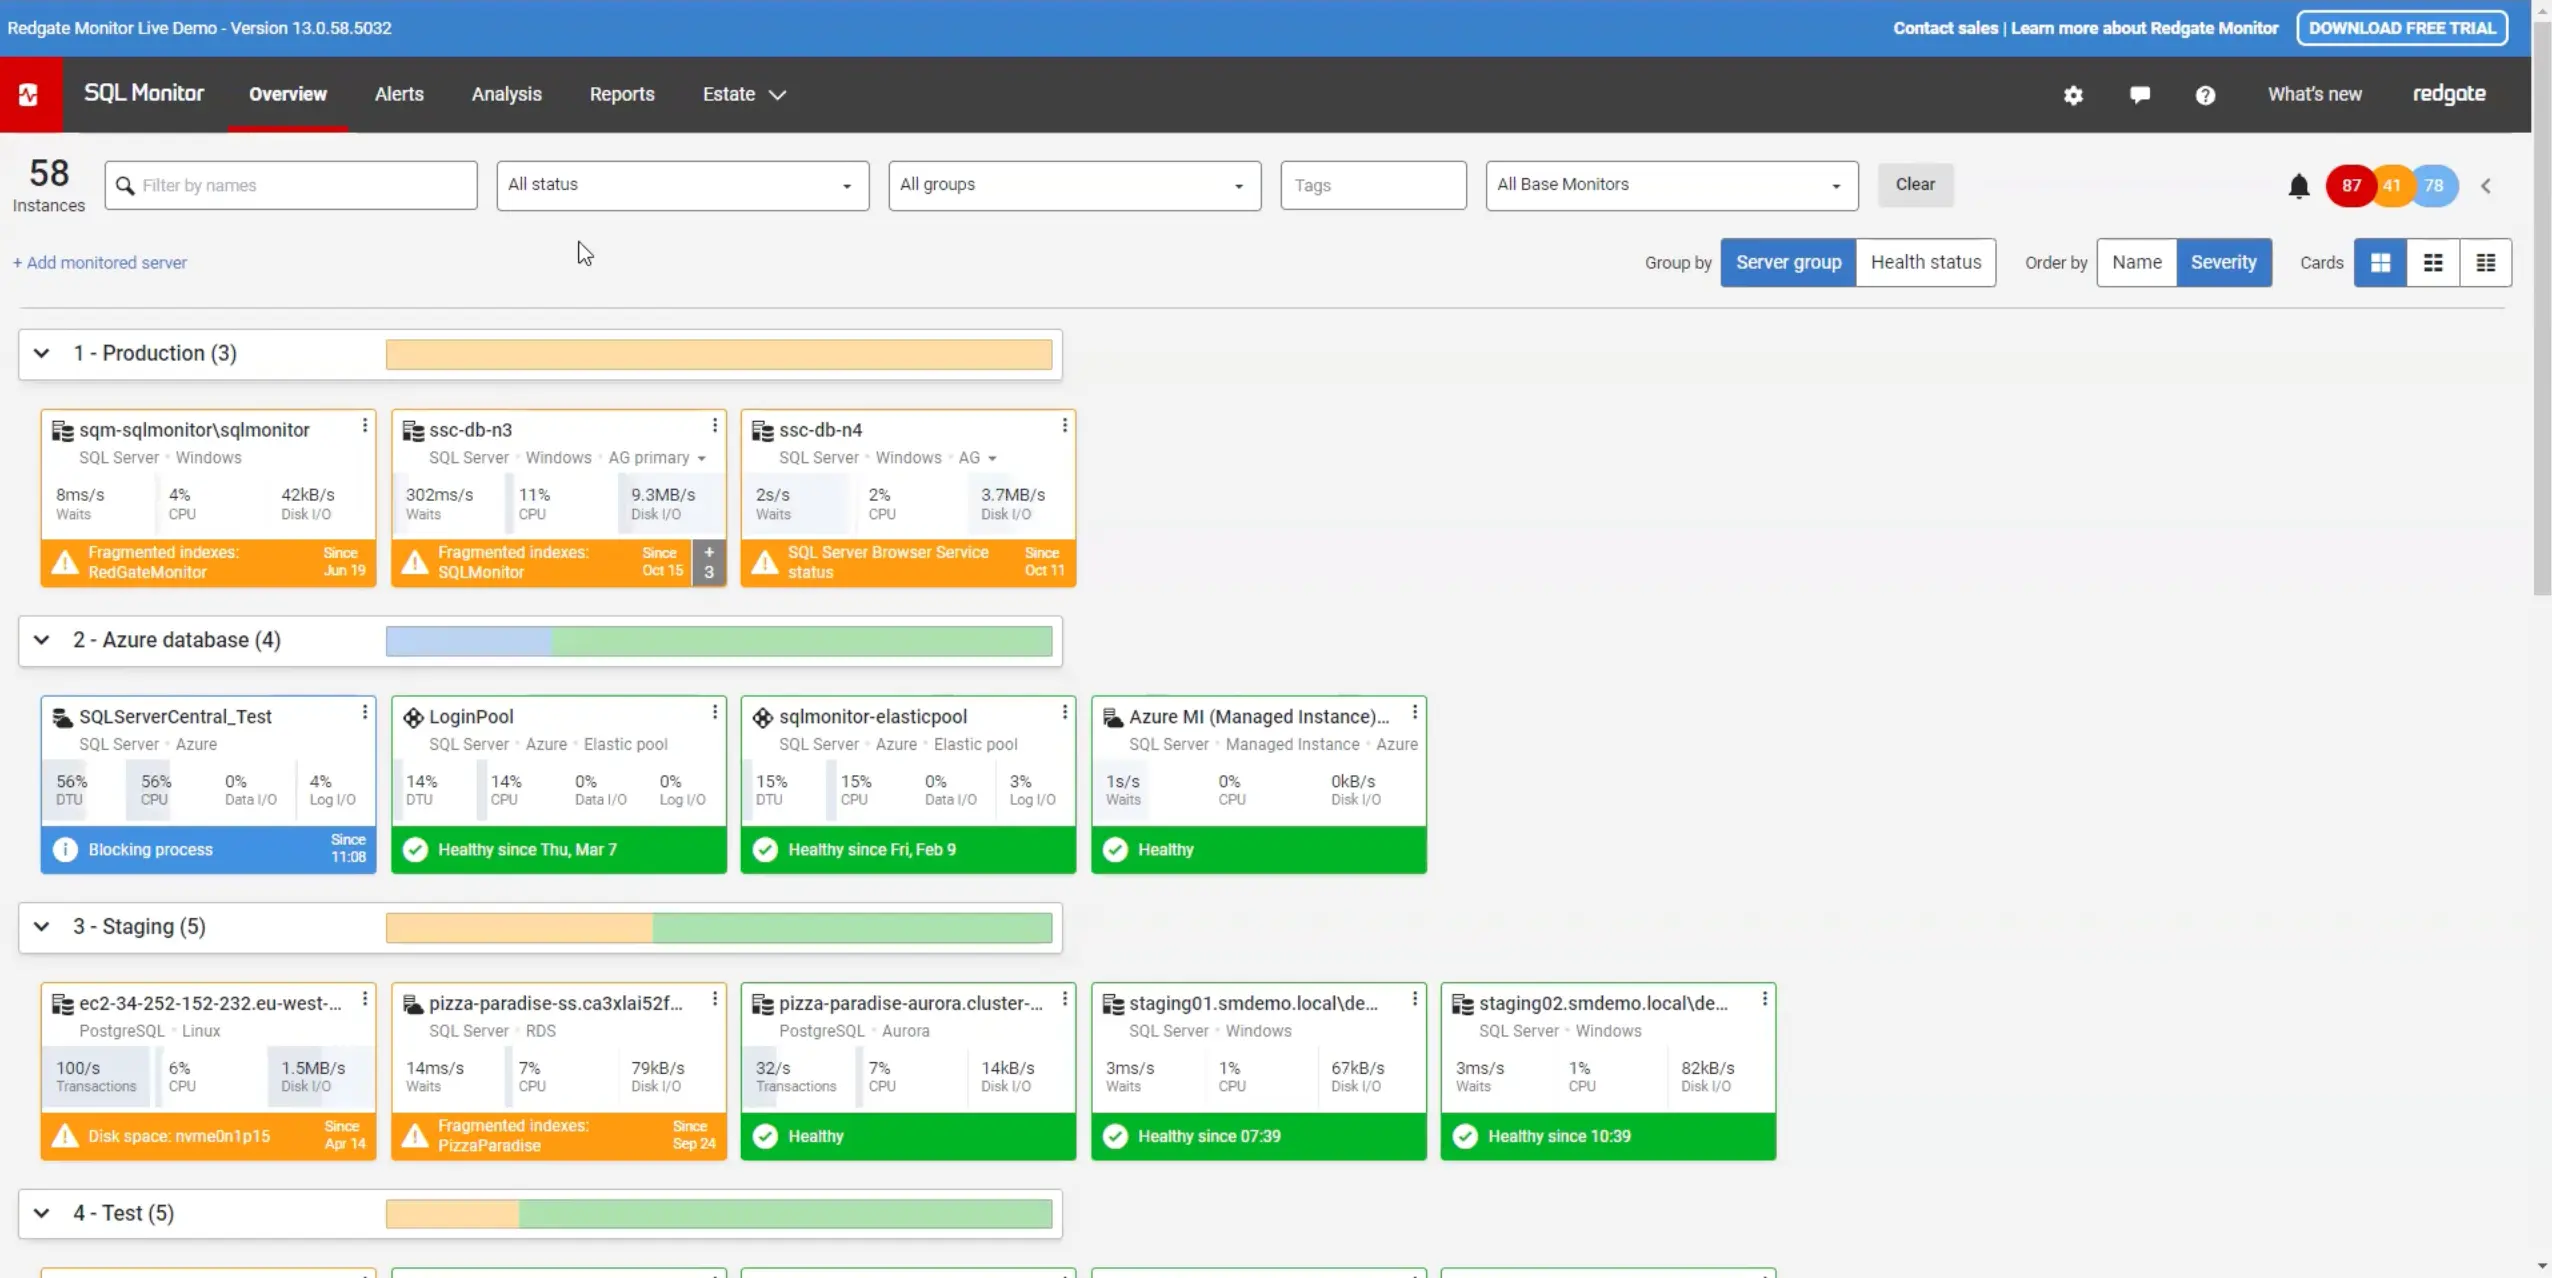 Redgate Monitor Live Demo - Version 13.0.58.5032
Contact sales | Learn more about Redgate Monitor
DOWNLOAD FREE TRIAL
SQL Monitor
Overview
Alerts
Analysis
Reports
Estate
What's new
redgate
58
Instances
Filter by names
All status
All groups
Tags
All Base Monitors
Clear
87
41
78
+ Add monitored server
Group by
Server group
Health status
Order by
Name
Severity
Cards
1 - Production (3)
sqm-sqlmonitor\sqlmonitor
SQL Server • Windows
8ms/s
Waits
4%
CPU
42kB/s
Disk I/O
Fragmented indexes:
RedGateMonitor
Since
Jun 19
ssc-db-n3
SQL Server • Windows • AG primary
302ms/s
Waits
11%
CPU
9.3MB/s
Disk I/O
Fragmented indexes:
SQLMonitor
Since
Oct 15
+
3
ssc-db-n4
SQL Server • Windows • AG
2s/s
Waits
2%
CPU
3.7MB/s
Disk I/O
SQL Server Browser Service
status
Since
Oct 11
2 - Azure database (4)
SQLServerCentral_Test
SQL Server • Azure
56%
DTU
56%
CPU
0%
Data I/O
4%
Log I/O
Blocking process
Since
11:08
LoginPool
SQL Server • Azure • Elastic pool
14%
DTU
14%
CPU
0%
Data I/O
0%
Log I/O
Healthy since Thu, Mar 7
sqlmonitor-elasticpool
SQL Server • Azure • Elastic pool
15%
DTU
15%
CPU
0%
Data I/O
3%
Log I/O
Healthy since Fri, Feb 9
Azure MI (Managed Instance)...
SQL Server • Managed Instance • Azure
1s/s
Waits
0%
CPU
0kB/s
Disk I/O
Healthy
3 - Staging (5)
ec2-34-252-152-232.eu-west-...
PostgreSQL • Linux
100/s
Transactions
6%
CPU
1.5MB/s
Disk I/O
Disk space: nvme0n1p15
Since
Apr 14
pizza-paradise-ss.ca3xlai52f...
SQL Server • RDS
14ms/s
Waits
7%
CPU
79kB/s
Disk I/O
Fragmented indexes:
PizzaParadise
Since
Sep 24
pizza-paradise-aurora.cluster-...
PostgreSQL • Aurora
32/s
Transactions
7%
CPU
14kB/s
Disk I/O
Healthy
staging01.smdemo.local\de...
SQL Server • Windows
3ms/s
Waits
1%
CPU
67kB/s
Disk I/O
Healthy since 07:39
staging02.smdemo.local\de...
SQL Server • Windows
3ms/s
Waits
1%
CPU
82kB/s
Disk I/O
Healthy since 10:39
4 - Test (5)